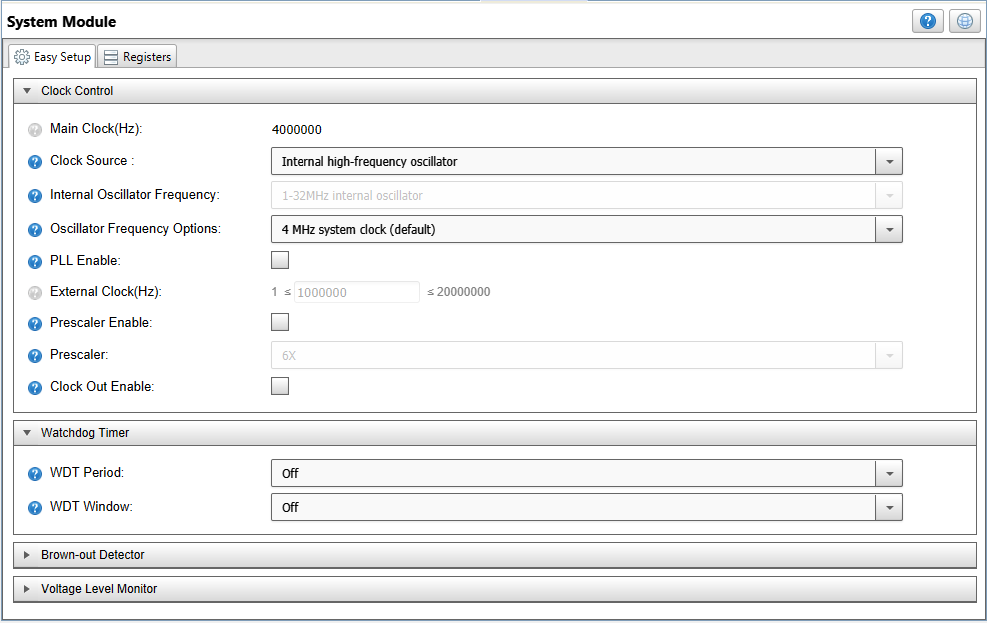 System Module
Easy Setup Registers
Clock Control
Main Clock(Hz): 4000000
Clock Source : Internal high-frequency oscillator
Internal Oscillator Frequency: 1-32MHz internal oscillator
Oscillator Frequency Options: 4 MHz system clock (default)
PLL Enable:
External Clock(Hz): 1 ≤ 1000000 ≤ 20000000
Prescaler Enable:
Prescaler: 6X
Clock Out Enable:
Watchdog Timer
WDT Period: Off
WDT Window: Off
Brown-out Detector
Voltage Level Monitor